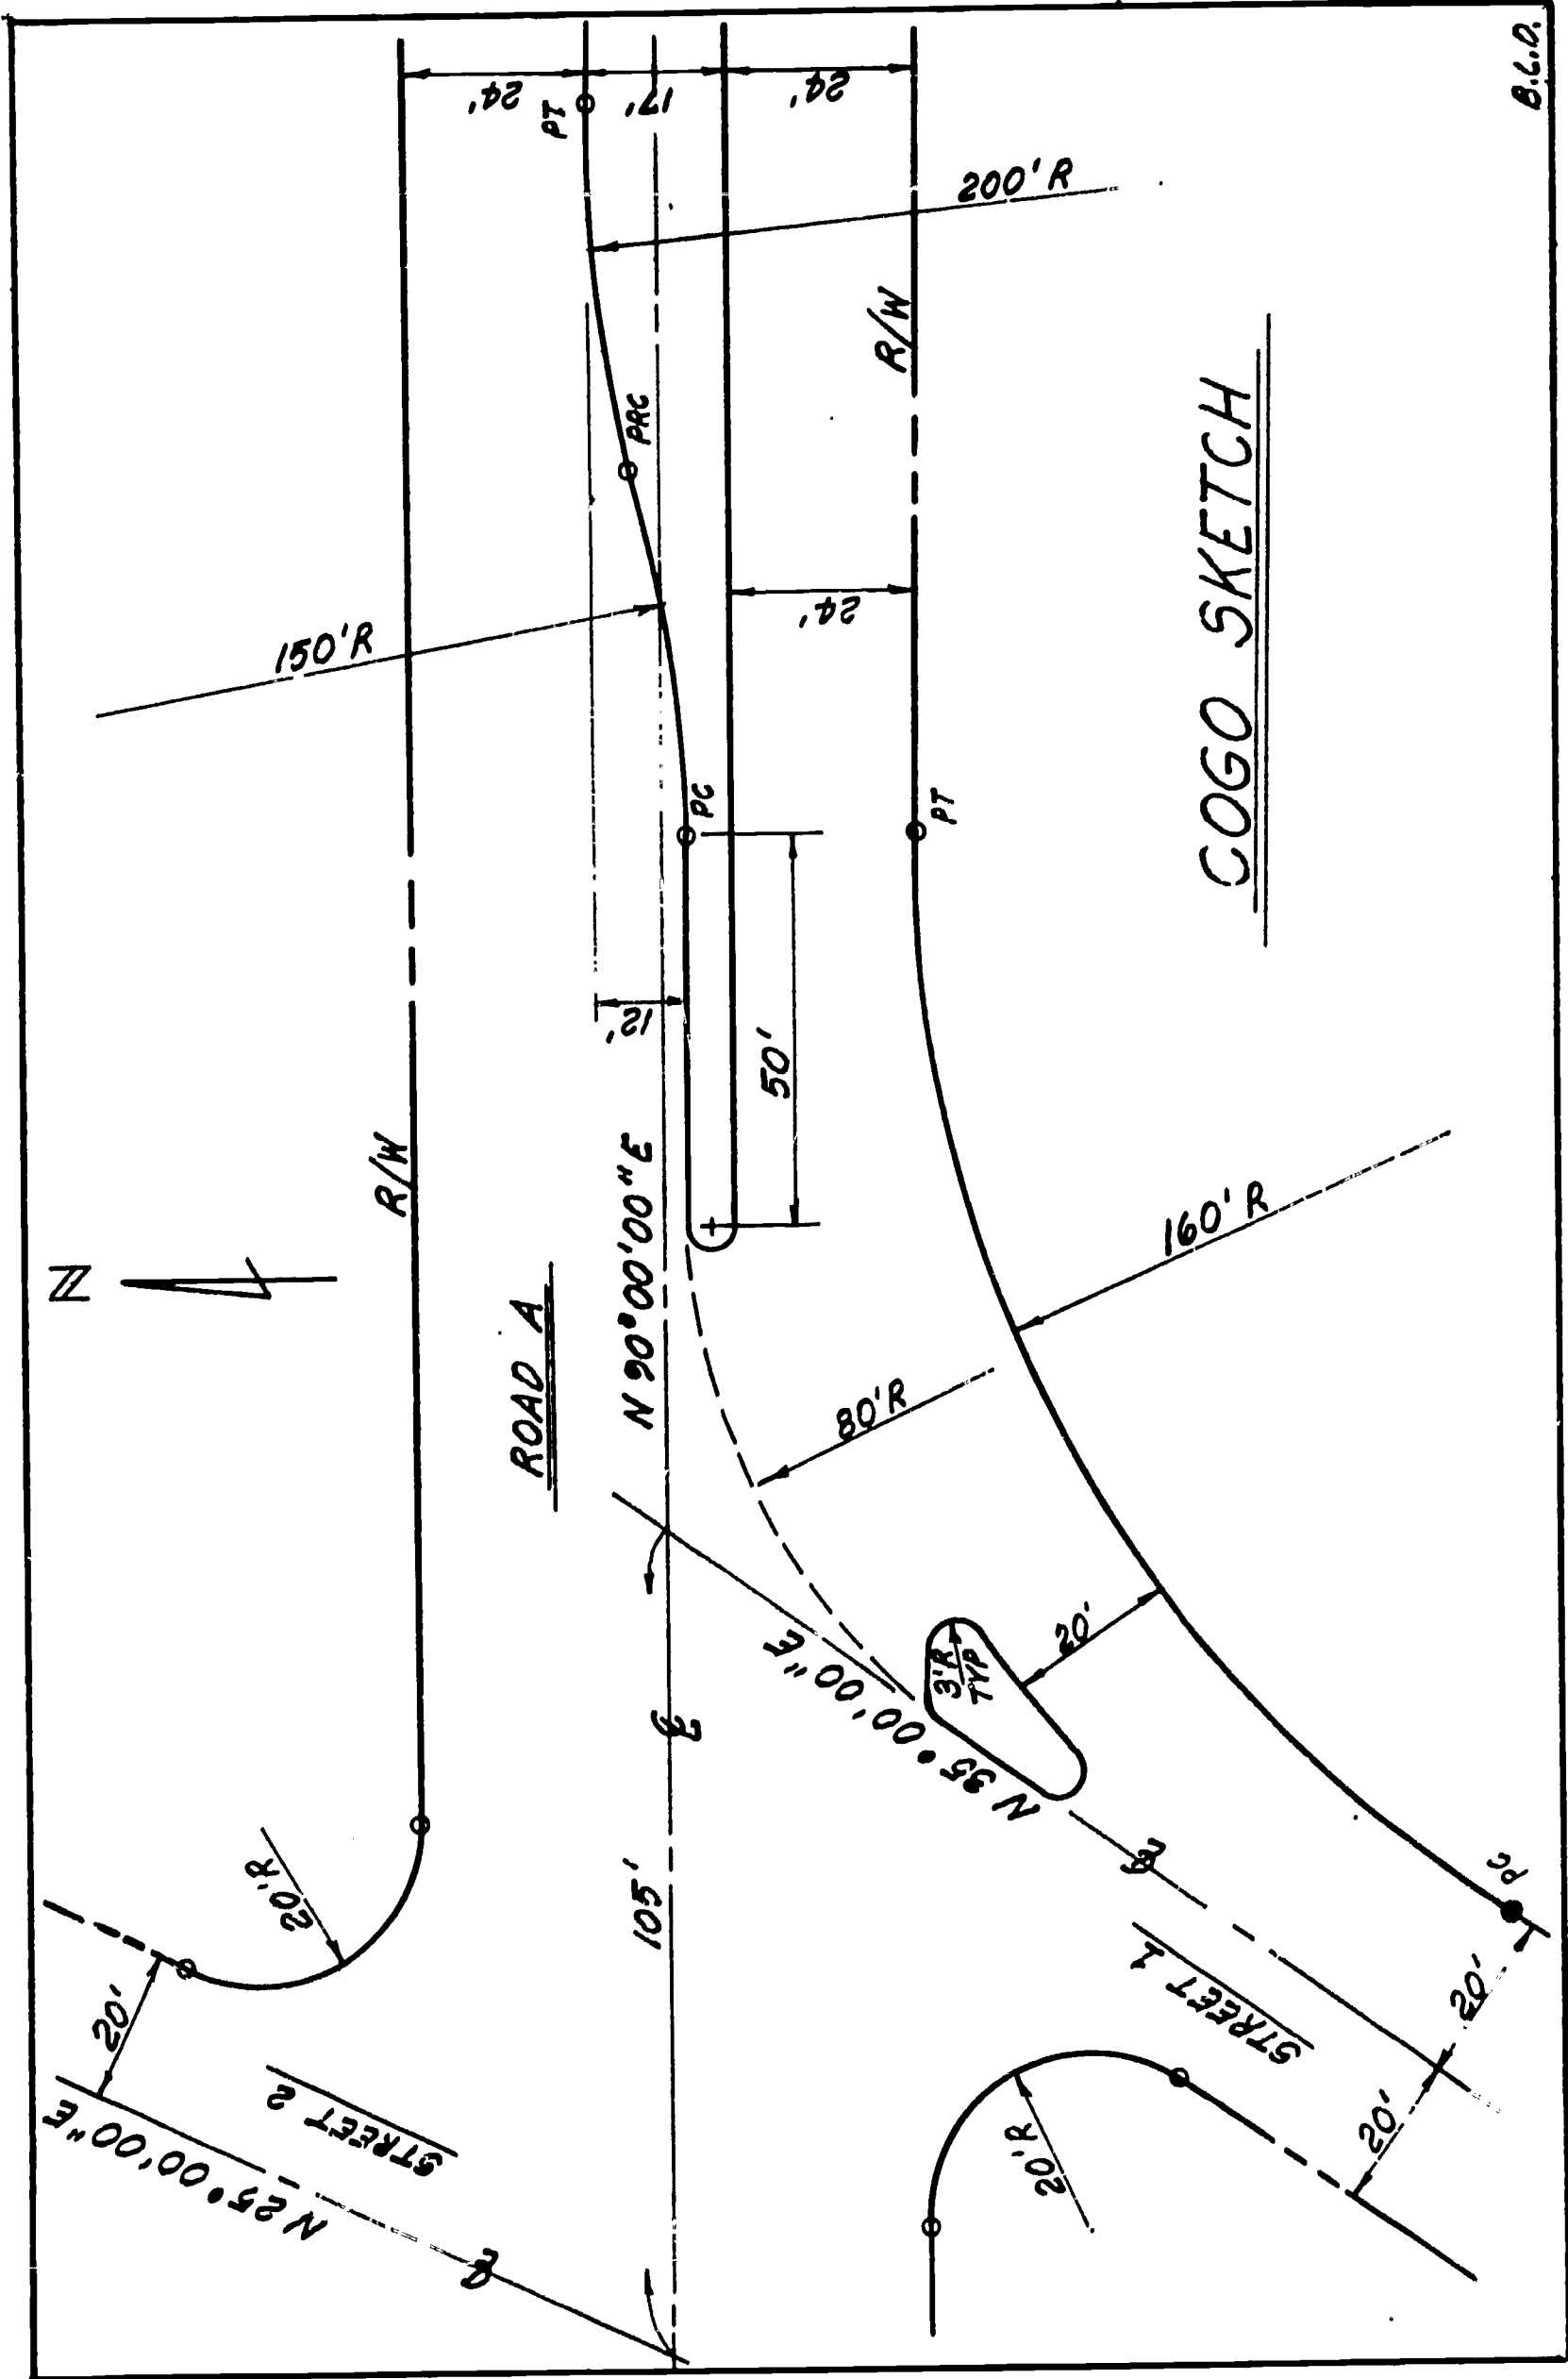 N 25°00'00"E
STREET 2
20'
20'R
N
R/W
150'R
24'
PT
17'
24'
200'R
R/W
PRC
24'
12'
PC
50'
PT
ROAD A
N 90°00'00"E
105'
℄
℄
℄
N 35°00'00"E
80'R
160'R
3'R
TYP
20'
STREET 1
20'R
20'
20'
P3
COGO SKETCH
B.L.D.